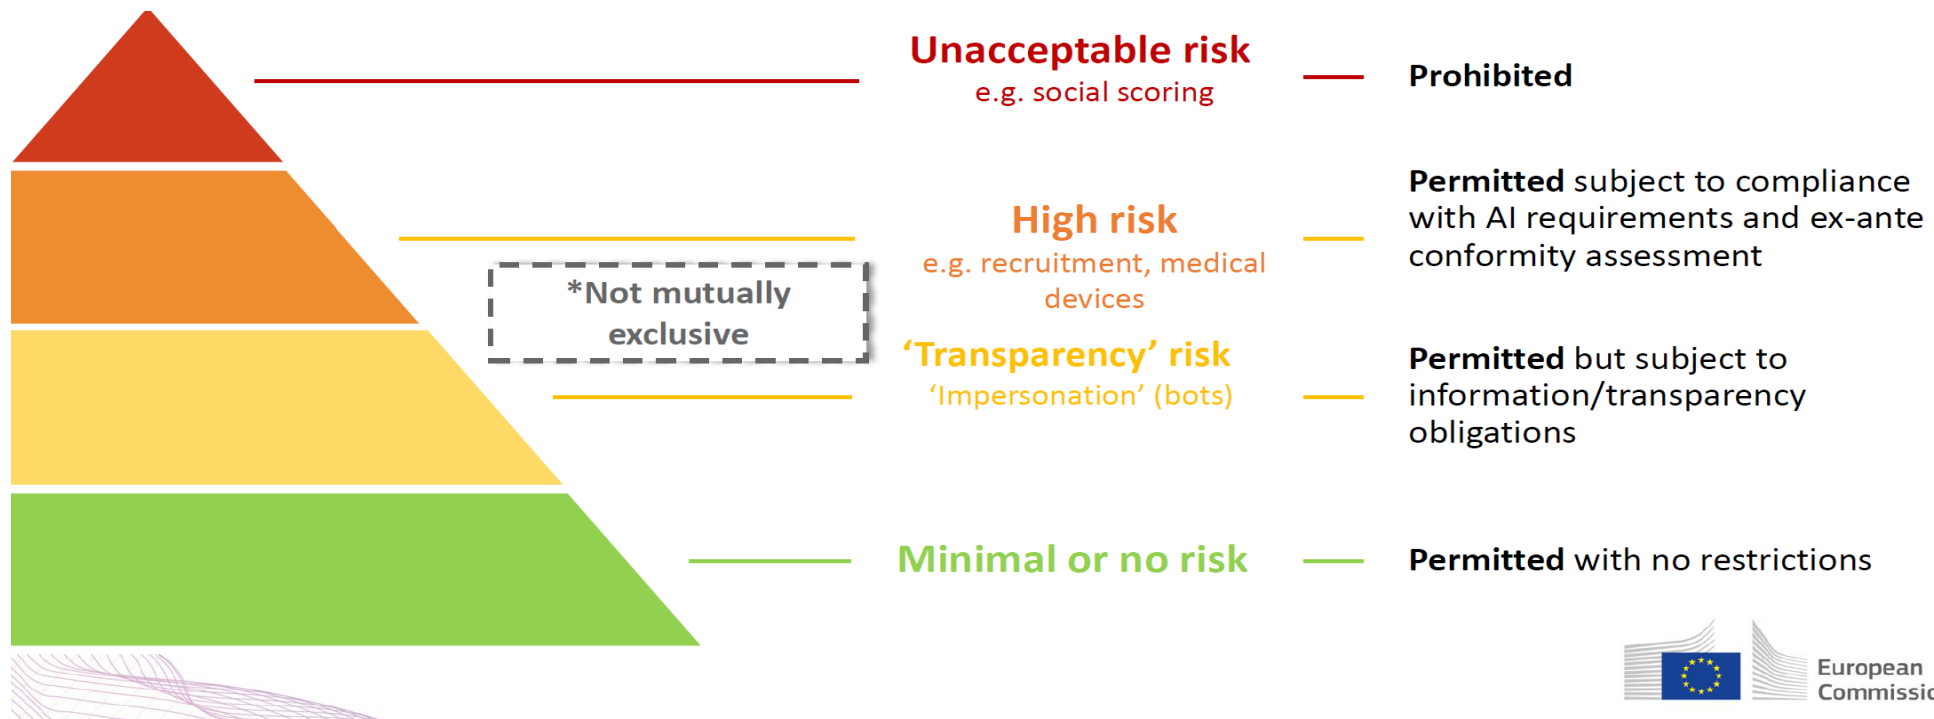 Unacceptable risk
e.g. social scoring
Prohibited
High risk
e.g. recruitment, medical
devices
Permitted subject to compliance
with AI requirements and ex-ante
conformity assessment
*Not mutually
exclusive
‘Transparency’ risk
‘Impersonation’ (bots)
Permitted but subject to
information/transparency
obligations
Minimal or no risk
Permitted with no restrictions
European
Commissi